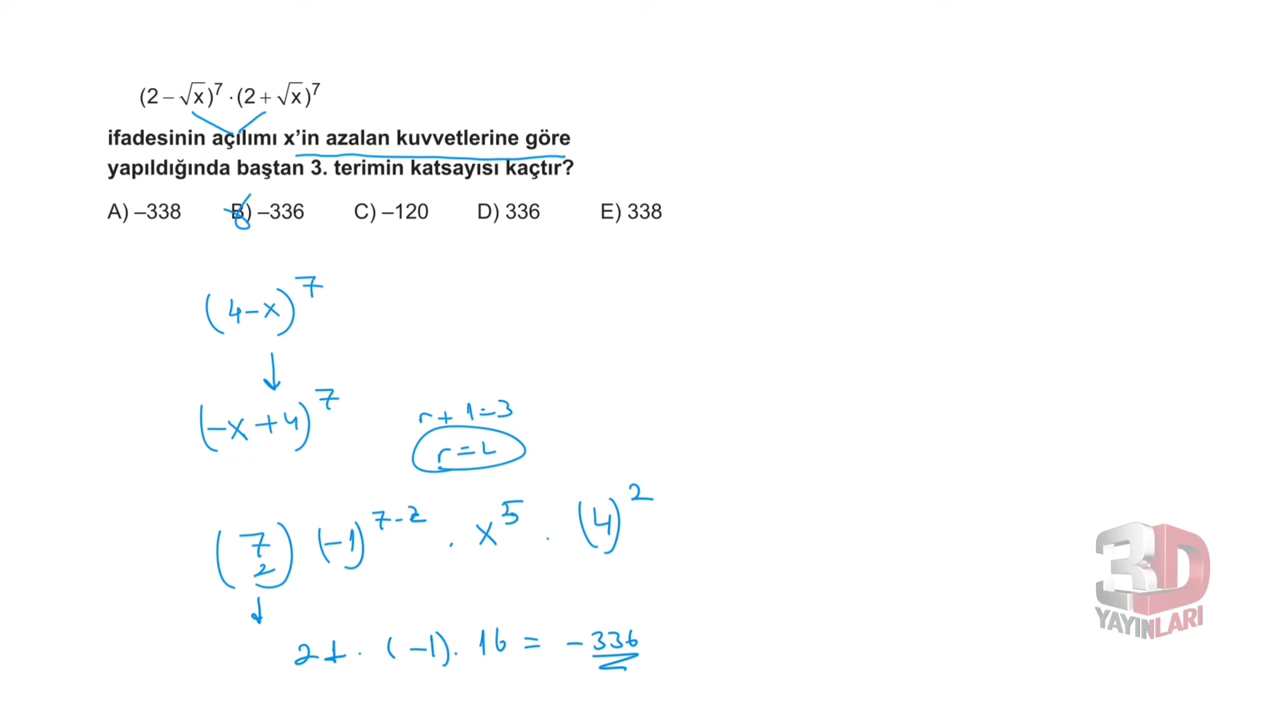 (2 – √x)⁷ · (2 + √x)⁷
ifadesinin açılımı x’in azalan kuvvetlerine göre
yapıldığında baştan 3. terimin katsayısı kaçtır?
A) –338 B) –336 C) –120 D) 336 E) 338
(4 – x)⁷
↓
(–x + 4)⁷
r + 1 = 3
r = 2
(7 2) (–1)⁷⁻² . x⁵ . (4)²
↓
21 . (–1) . 16 = – 336
3D
YAYINLARI